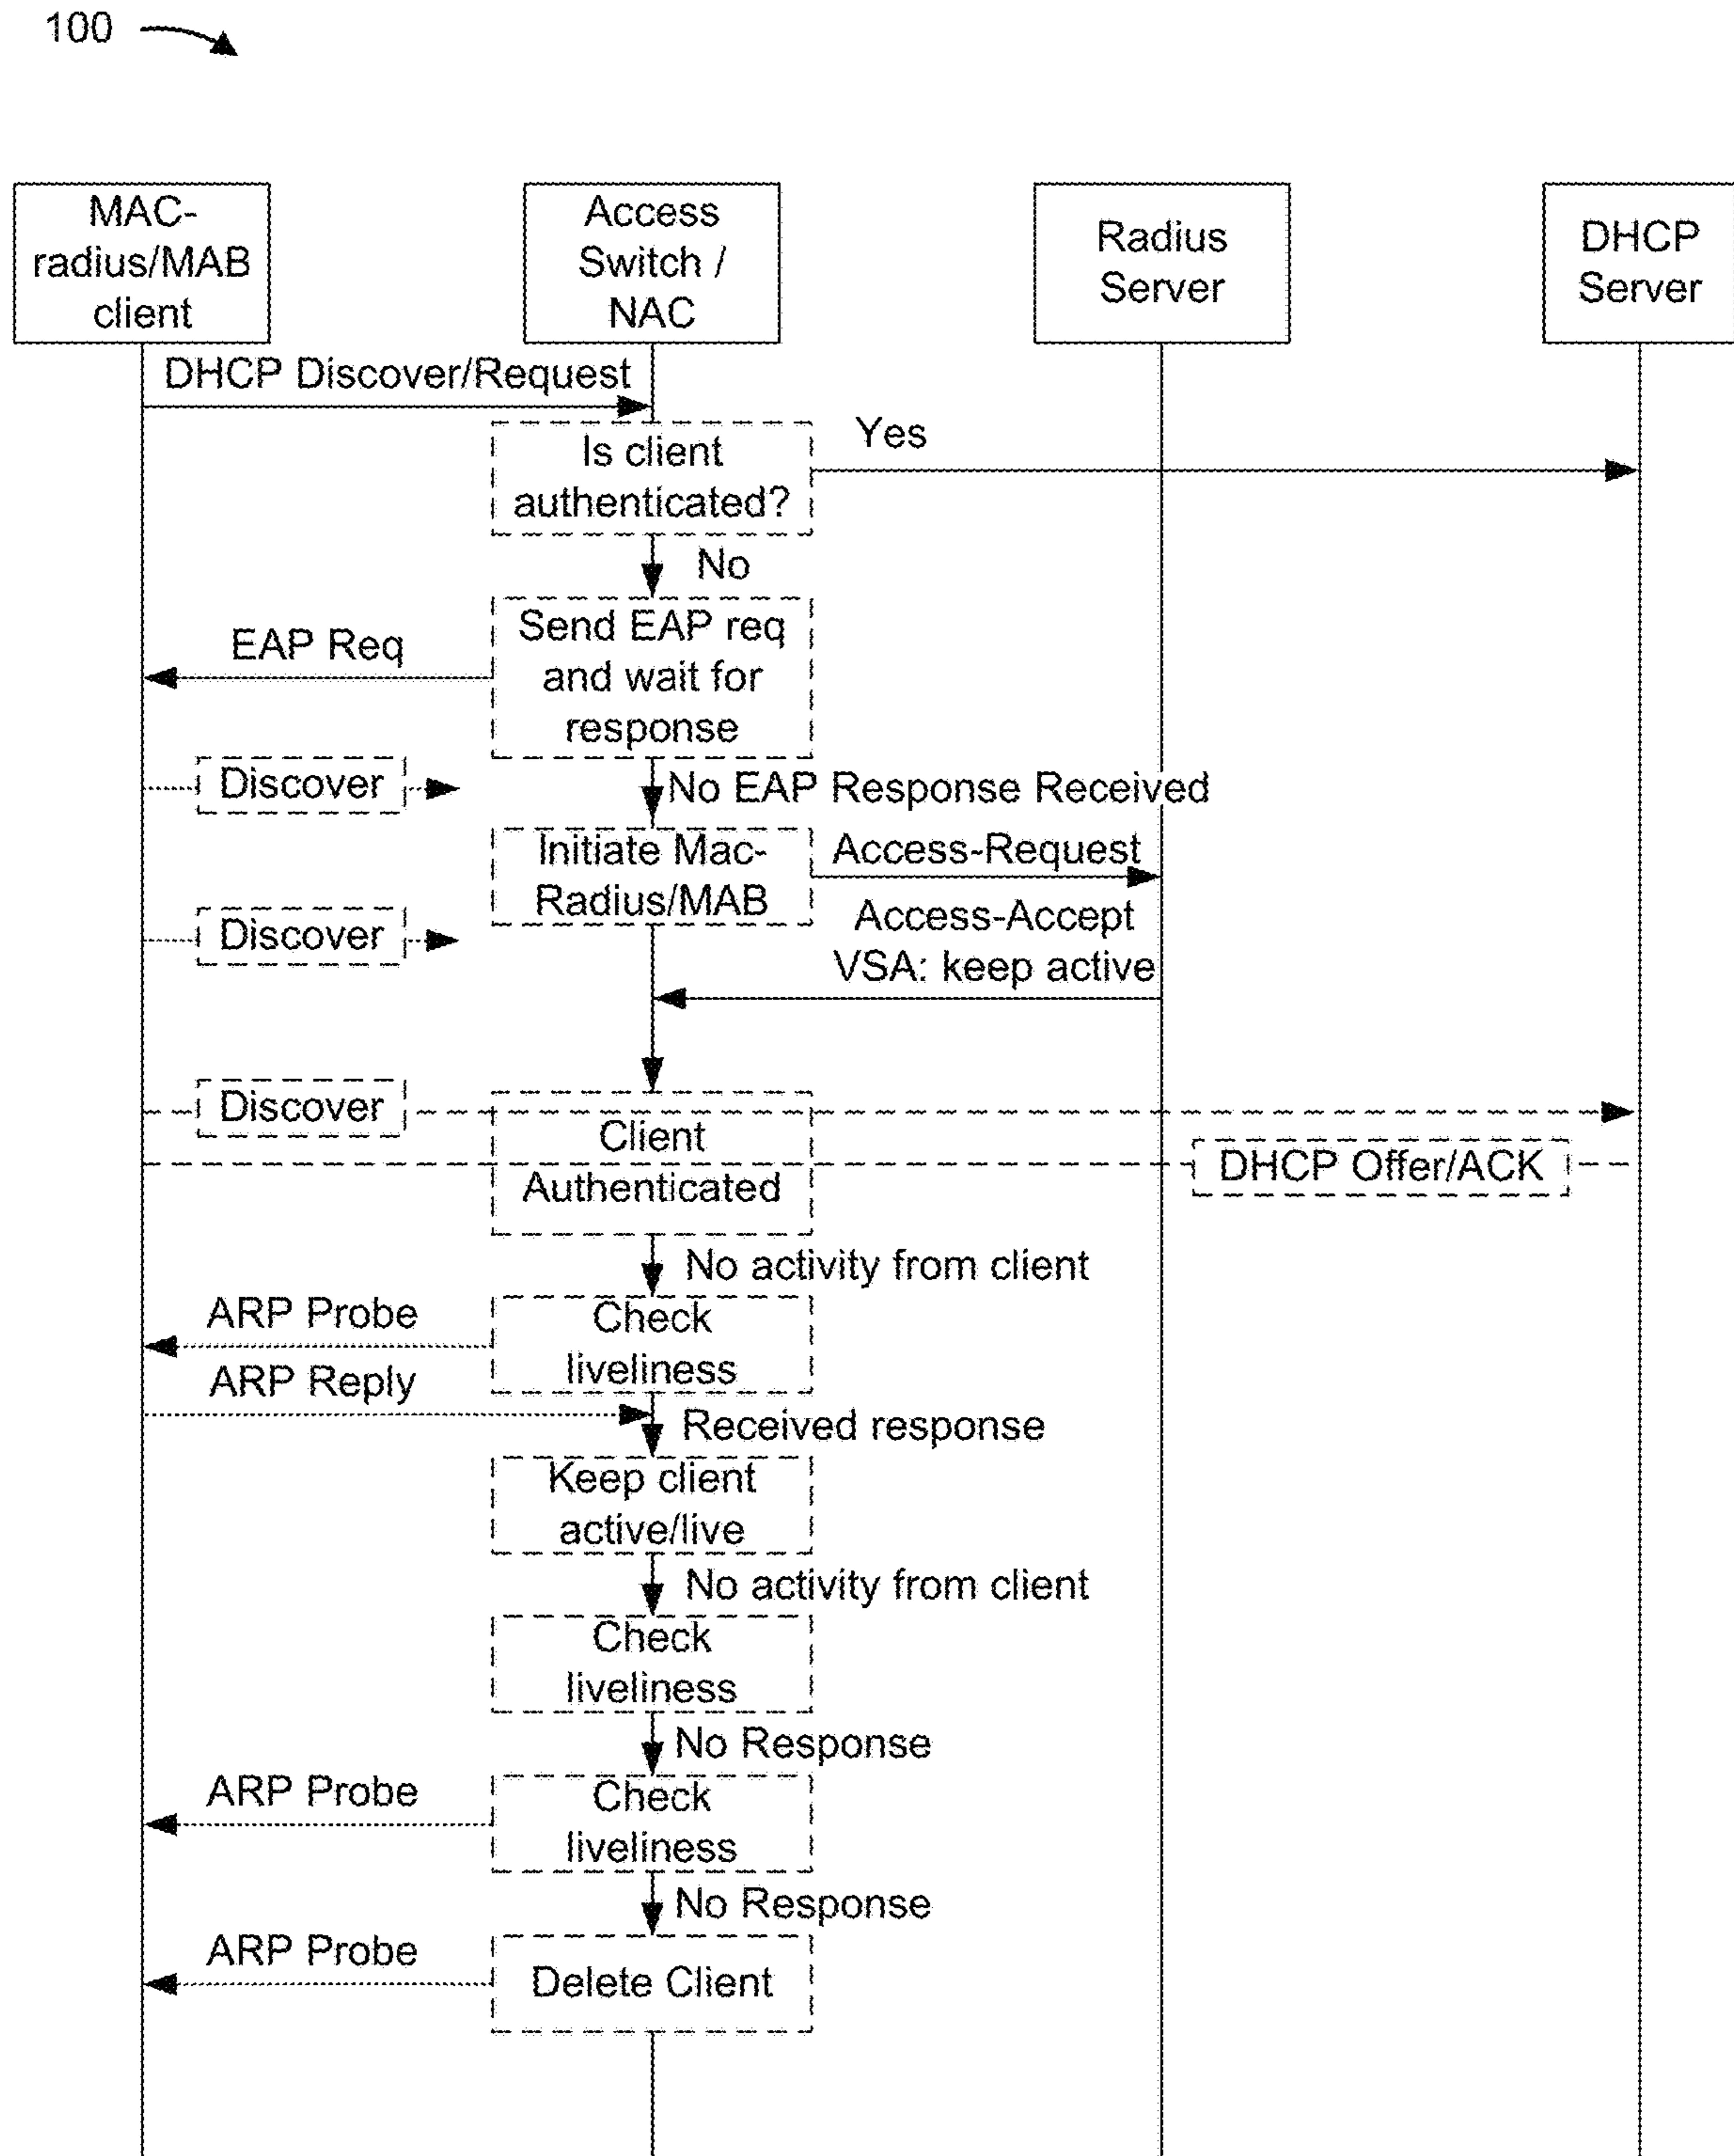 100
MAC-
radius/MAB
client
Access
Switch /
NAC
Radius
Server
DHCP
Server
DHCP Discover/Request
Is client
authenticated?
Yes
No
Send EAP req
and wait for
response
EAP Req
Discover
No EAP Response Received
Initiate Mac-
Radius/MAB
Access-Request
Discover
Access-Accept
VSA: keep active
Discover
Client
Authenticated
DHCP Offer/ACK
No activity from client
ARP Probe
Check
liveliness
ARP Reply
Received response
Keep client
active/live
No activity from client
Check
liveliness
No Response
ARP Probe
Check
liveliness
No Response
ARP Probe
Delete Client